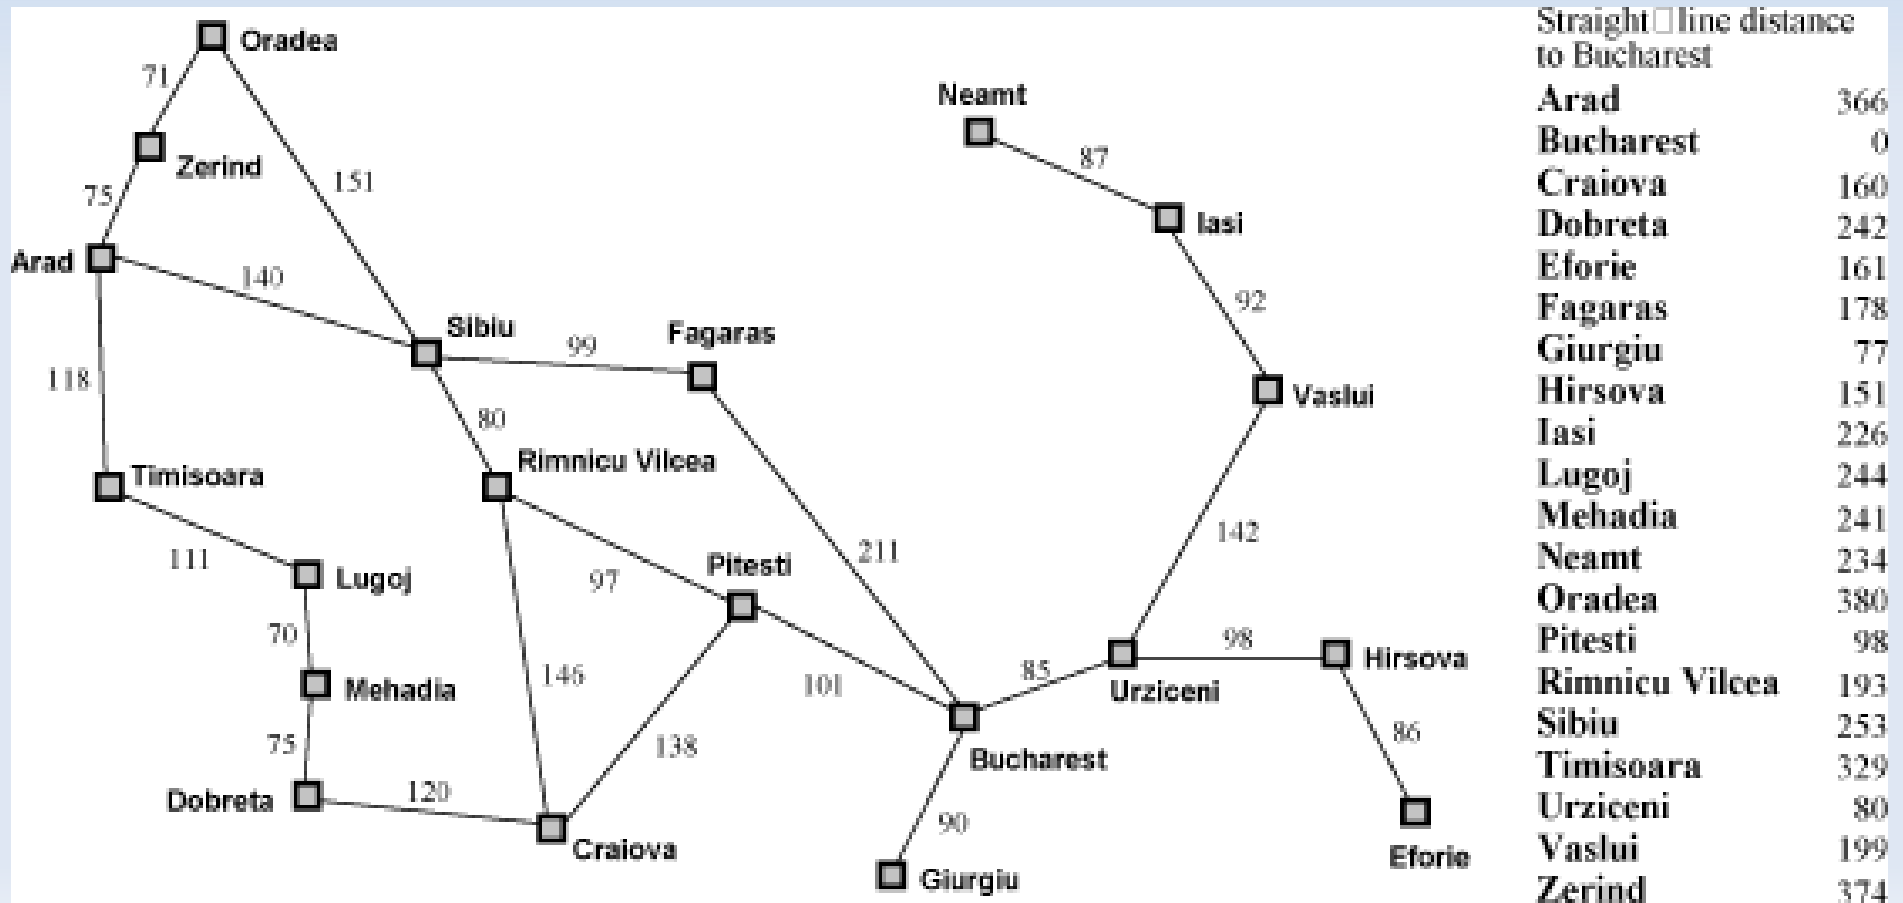 Oradea
71
Neamt
Zerind
87
151
75
Iasi
Arad
140
92
Sibiu
Fagaras
99
118
Vaslui
80
Rimnicu Vilcea
Timisoara
142
211
111
Pitesti
Lugoj
97
70
98
Hirsova
146
85
Mehadia
101
Urziceni
86
138
75
Bucharest
120
Dobreta
90
Craiova
Eforie
Giurgiu
Straight□line distance
to Bucharest
Arad 366
Bucharest 0
Craiova 160
Dobreta 242
Eforie 161
Fagaras 178
Giurgiu 77
Hirsova 151
Iasi 226
Lugoj 244
Mehadia 241
Neamt 234
Oradea 380
Pitesti 98
Rimnicu Vilcea 193
Sibiu 253
Timisoara 329
Urziceni 80
Vaslui 199
Zerind 374